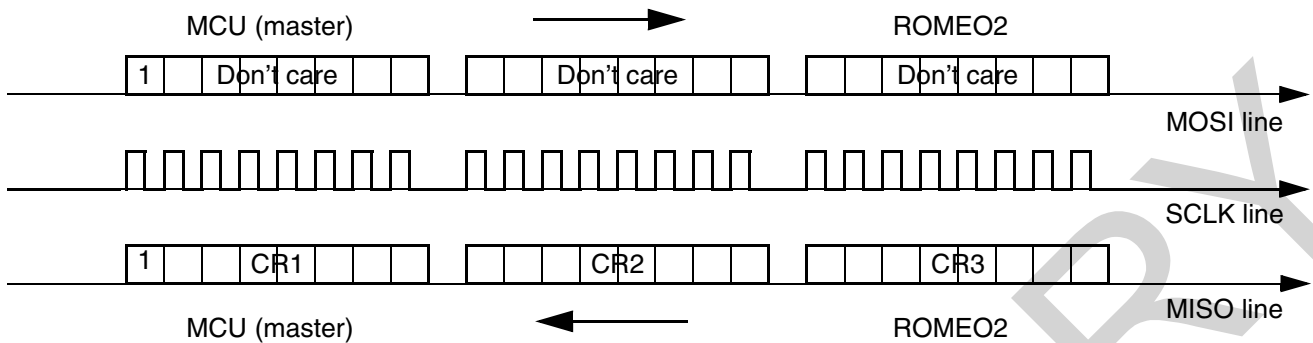 MCU (master) ROMEO2
1 Don't care Don't care Don't care
MOSI line
SCLK line
1 CR1 CR2 CR3
MISO line
MCU (master) ROMEO2
RY